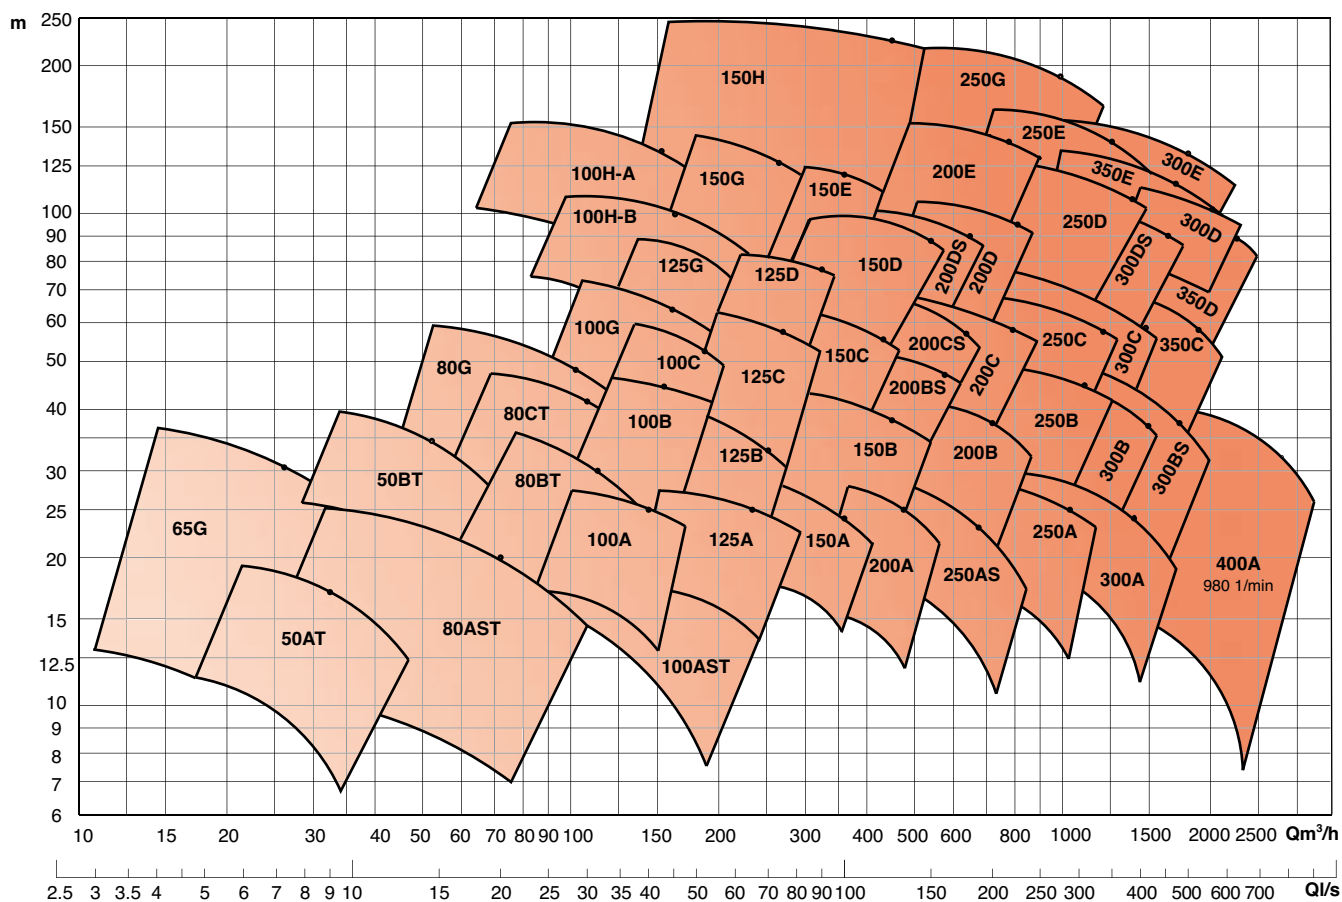 m
250
200
150
125
100
90
80
70
60
50
40
30
25
20
15
12.5
10
9
8
7
6
150H
250G
250E
300E
100H-A
150G
150E
200E
350E
100H-B
250D
300D
125G
125D
150D
200DS
200D
300DS
350D
100G
80G
100C
125C
150C
200CS
200BS
200C
250C
300C
350C
80CT
100B
50BT
80BT
125B
150B
200B
250B
300B
300BS
65G
100A
125A
150A
200A
250AS
250A
300A
400A
980 1/min
50AT
80AST
100AST
10 15 20 30 40 50 60 70 80 90 100 150 200 300 400 500 600 800 1000 1500 2000 2500 Qm³/h
2.5 3 3.5 4 5 6 7 8 9 10 15 20 25 30 35 40 50 60 70 80 90 100 150 200 250 300 400 500 600 700 Ql/s